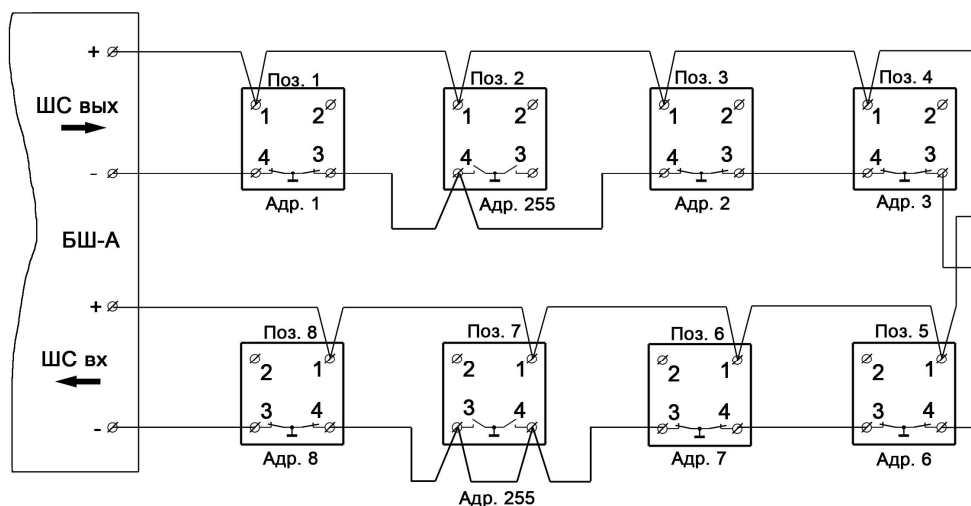 +
ШС вых
-
БШ-А
+
ШС вх
-
Поз. 1
1 2
4 3
Адр. 1
Поз. 2
1 2
4 3
Адр. 255
Поз. 3
1 2
4 3
Адр. 2
Поз. 4
1 2
4 3
Адр. 3
Поз. 8
2 1
3 4
Адр. 8
Поз. 7
2 1
3 4
Адр. 255
Поз. 6
2 1
3 4
Адр. 7
Поз. 5
2 1
3 4
Адр. 6